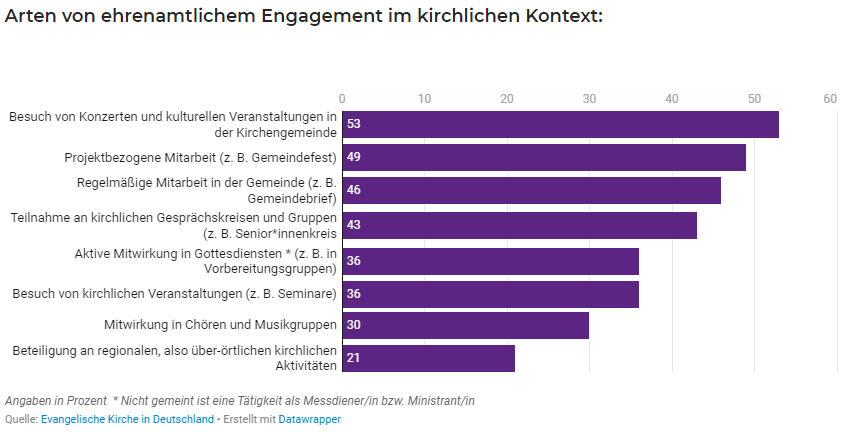 Arten von ehrenamtlichem Engagement im kirchlichen Kontext:
0 10 20 30 40 50 60
Besuch von Konzerten und kulturellen Veranstaltungen in
der Kirchengemeinde
53
Projektbezogene Mitarbeit (z. B. Gemeindefest)
49
Regelmäßige Mitarbeit in der Gemeinde (z. B.
Gemeindebrief)
46
Teilnahme an kirchlichen Gesprächskreisen und Gruppen
(z. B. Senior*innenkreis
43
Aktive Mitwirkung in Gottesdiensten * (z. B. in
Vorbereitungsgruppen)
36
Besuch von kirchlichen Veranstaltungen (z. B. Seminare)
36
Mitwirkung in Chören und Musikgruppen
30
Beteiligung an regionalen, also über-örtlichen kirchlichen
Aktivitäten
21
Angaben in Prozent * Nicht gemeint ist eine Tätigkeit als Messdiener/in bzw. Ministrant/in
Quelle: Evangelische Kirche in Deutschland • Erstellt mit Datawrapper